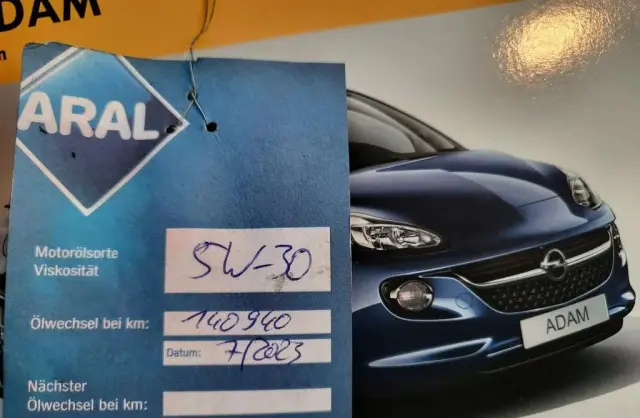 ADAM
ARAL
Motorölsorte
Viskosität
5W-30
Ölwechsel bei km:
140940
Datum: 7/2023
Nächster
Ölwechsel bei km:
ADAM